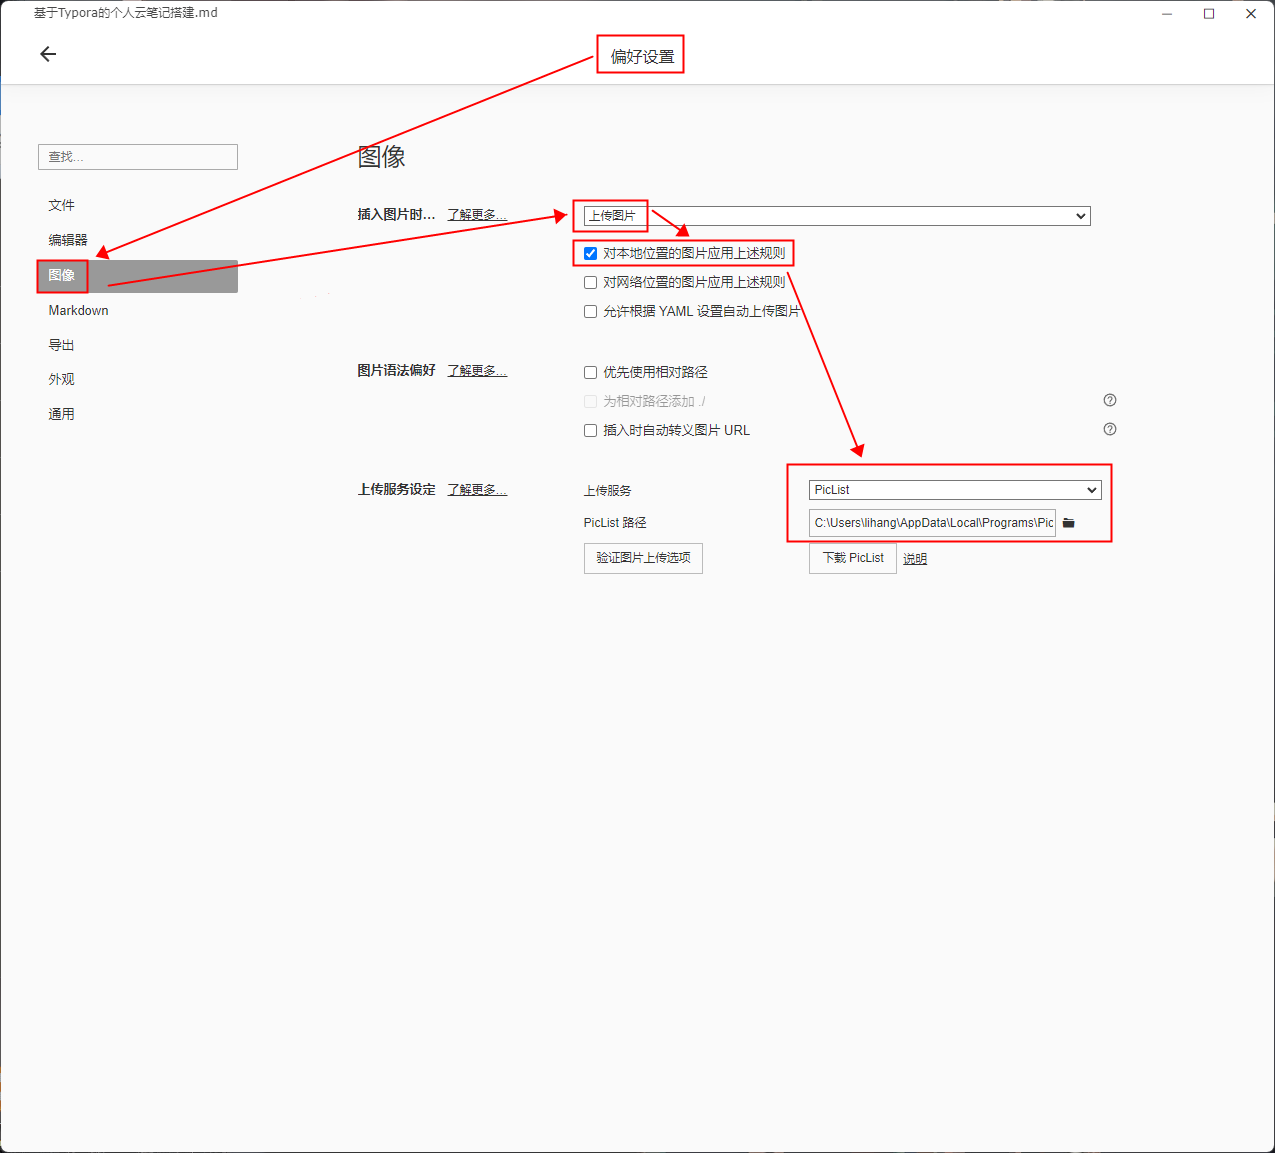 基于Typora的个人云笔记搭建.md
偏好设置
查找...
文件
编辑器
图像
Markdown
导出
外观
通用
图像
插入图片时... 了解更多... 上传图片
对本地位置的图片应用上述规则
对网络位置的图片应用上述规则
允许根据 YAML 设置自动上传图片
图片语法偏好 了解更多... 优先使用相对路径
为相对路径添加 ./
插入时自动转义图片 URL
上传服务设定 了解更多... 上传服务 PicList
PicList 路径 C:\Users\lihang\AppData\Local\Programs\Pic
验证图片上传选项 下载 PicList 说明